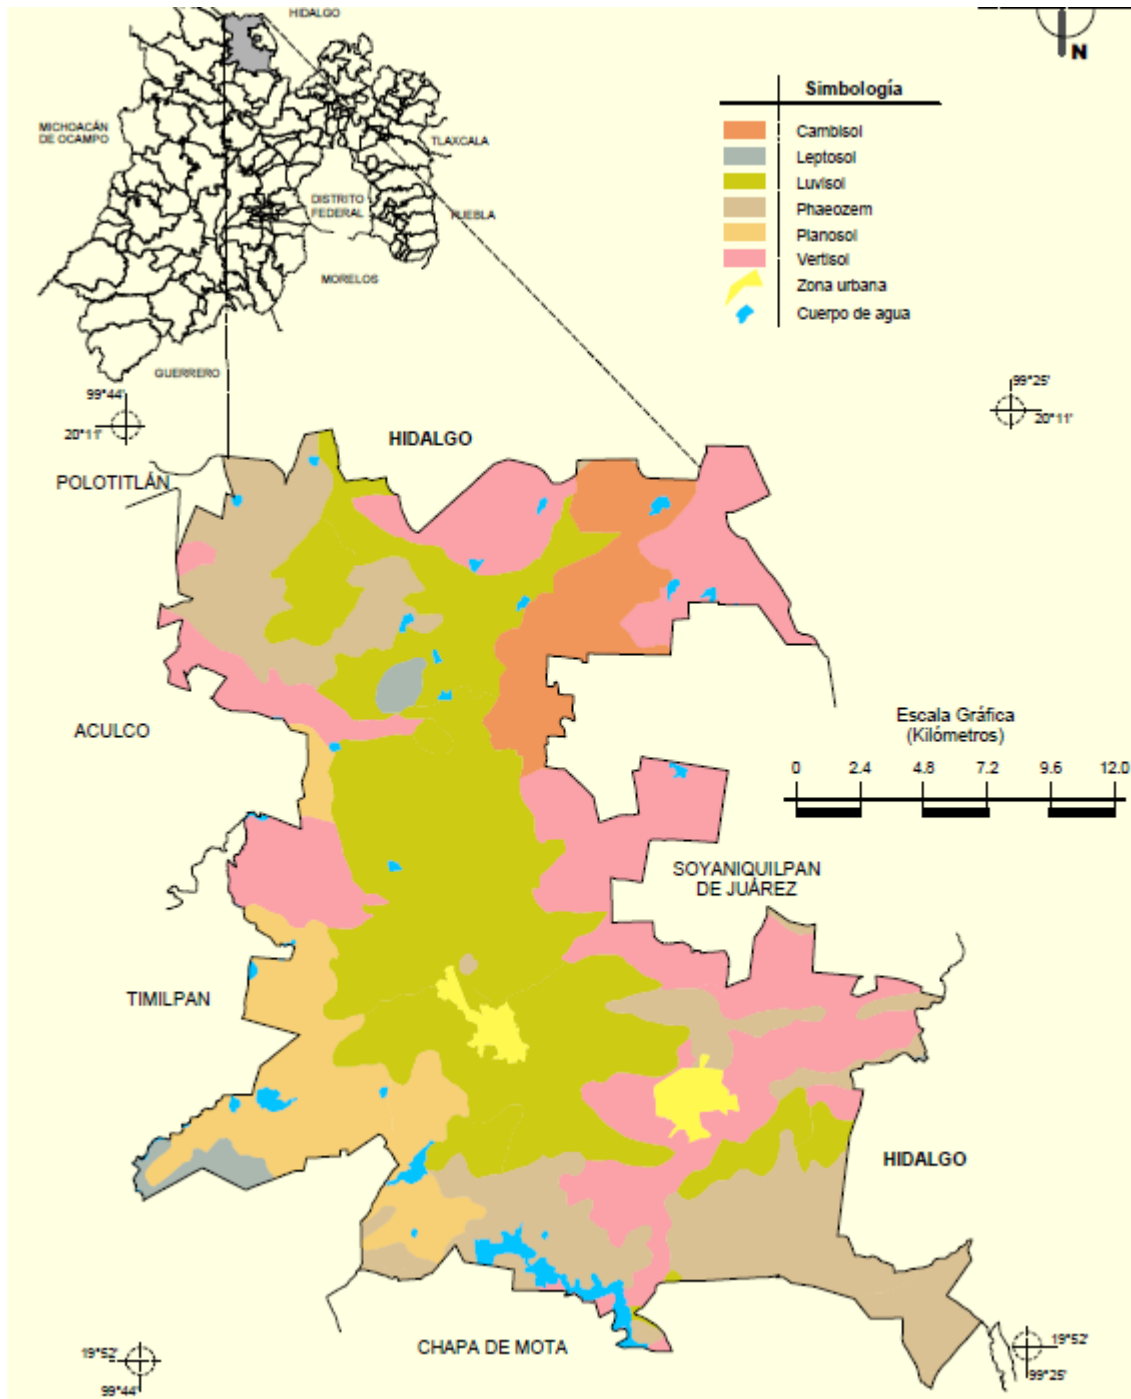 HIDALGO
N
MICHOACÁN
DE OCAMPO
TLAXCALA
DISTRITO
FEDERAL
PUEBLA
MORELOS
GUERRERO
Simbología
Cambisol
Leptosol
Luvisol
Phaeozem
Planosol
Vertisol
Zona urbana
Cuerpo de agua
99°44'
20°11'
99°25'
20°11'
HIDALGO
POLOTITLÁN
ACULCO
Escala Gráfica
(Kilómetros)
0 2.4 4.8 7.2 9.6 12.0
SOYANIQUILPAN
DE JUÁREZ
TIMILPAN
HIDALGO
CHAPA DE MOTA
19°52'
99°44'
19°52'
99°25'